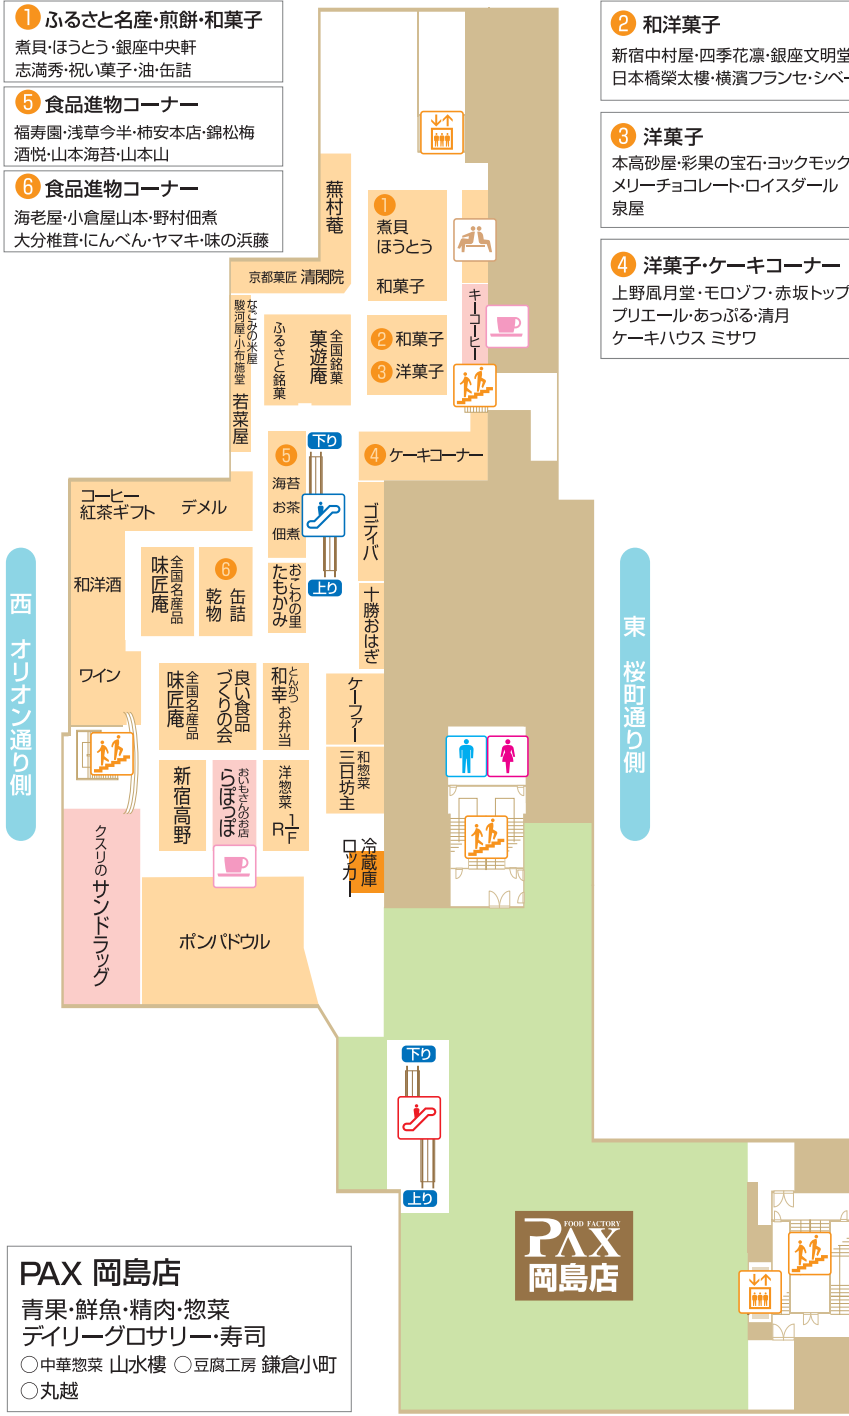 1 ふるさと名産・煎餅・和菓子
煮貝・ほうとう・銀座中央軒
志満秀・祝い菓子・油・缶詰
5 食品進物コーナー
福寿園・浅草今半・柿安本店・錦松梅
酒悦・山本海苔・山本山
6 食品進物コーナー
海老屋・小倉屋山本・野村佃煮
大分椎茸・にんべん・ヤマキ・味の浜藤
2 和洋菓子
新宿中村屋・四季花凛・銀座文明堂
日本橋榮太樓・横濱フランセ・シベー
3 洋菓子
本高砂屋・彩果の宝石・ヨックモック
メリーチョコレート・ロイスダール
泉屋
4 洋菓子・ケーキコーナー
上野凮月堂・モロゾフ・赤坂トップ
プリエール・あっぷる・清月
ケーキハウス ミサワ
蕪村菴
1
煮貝
ほうとう
和菓子
京都菓匠 清閑院
キーコーヒー
なごみの米屋
駿河屋・小布施堂
若菜屋
ふるさと銘菓
全国銘菓
菓遊庵
2 和菓子
3 洋菓子
5
海苔
お茶
佃煮
下り
上り
4 ケーキコーナー
コーヒー
紅茶ギフト
デメル
ゴディバ
和洋酒
全国名産品
味匠庵
6
缶詰
乾物
おこわの里
たもかみ
十勝おはぎ
西 オリオン通り側
東 桜町通り側
ワイン
全国名産品
味匠庵
良い食品
づくりの会
とんかつ
和幸 お弁当
ケーファー
和惣菜
三日坊主
新宿高野
おいもさんのお店
らぽっぽ
洋惣菜
R1/F
冷蔵庫
ロッカー
クスリのサンドラッグ
ポンパドウル
下り
上り
FOOD FACTORY
PAX
岡島店
PAX 岡島店
青果・鮮魚・精肉・惣菜
デイリーグロサリー・寿司
○中華惣菜 山水樓 ○豆腐工房 鎌倉小町
○丸越